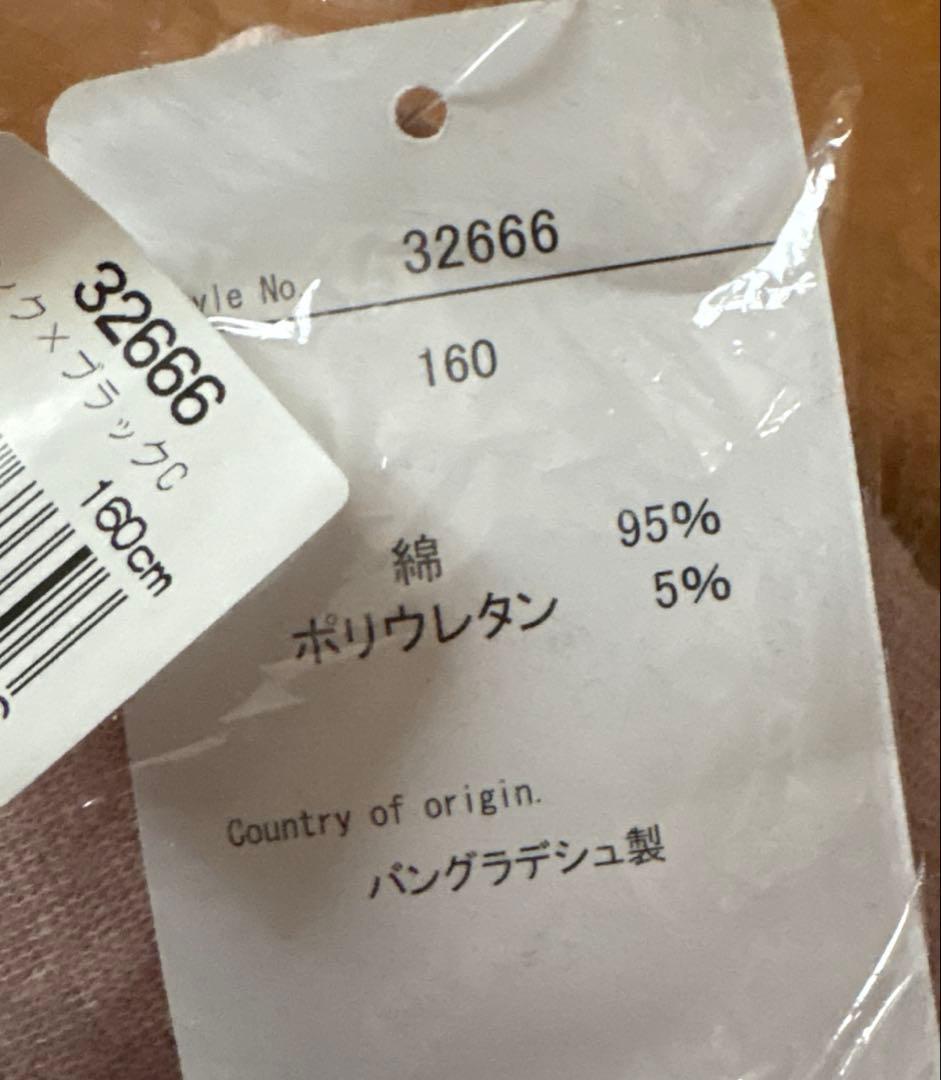 32666
yle No.
160
綿 95%
ポリウレタン 5%
Country of origin.
バングラデシュ製
32666
ク×ブラックC
160cm